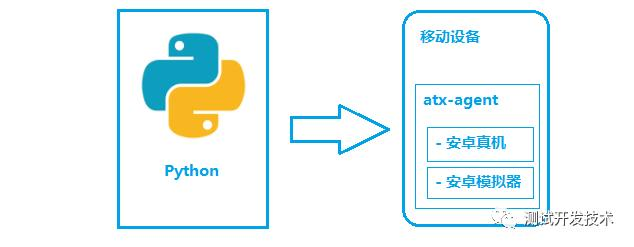 Python
移动设备
atx-agent
- 安卓真机
- 安卓模拟器
测试开发技术